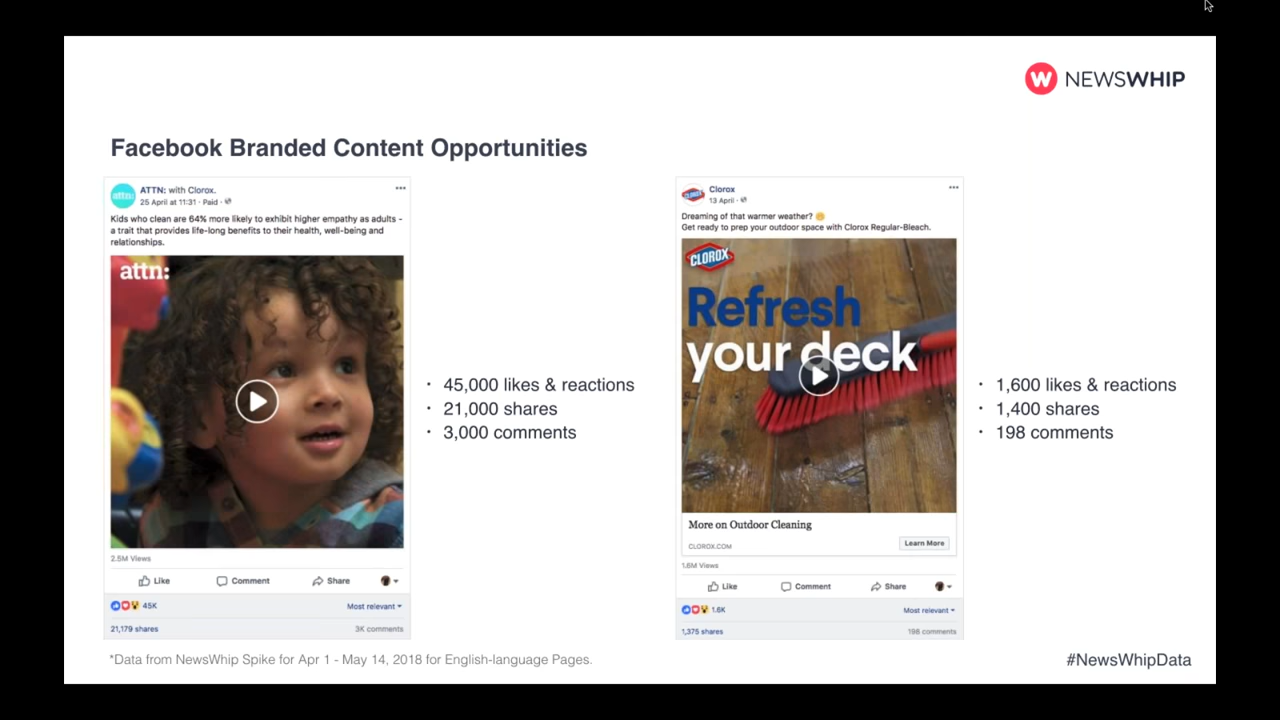 W NEWSWHIP
Facebook Branded Content Opportunities
attn:
ATTN: with Clorox.
25 April at 11:31 · Paid ·
Kids who clean are 64% more likely to exhibit higher empathy as adults -
a trait that provides life-long benefits to their health, well-being and
relationships.
attn:
2.5M Views
Like Comment Share
45K Most relevant
21,179 shares 3K comments
· 45,000 likes & reactions
· 21,000 shares
· 3,000 comments
CLOROX
Clorox
13 April ·
Dreaming of that warmer weather? 😊
Get ready to prep your outdoor space with Clorox Regular-Bleach.
CLOROX
Refresh
your deck
More on Outdoor Cleaning
CLOROX.COM Learn More
1.6M Views
Like Comment Share
1.6K Most relevant
1,375 shares 198 comments
· 1,600 likes & reactions
· 1,400 shares
· 198 comments
*Data from NewsWhip Spike for Apr 1 - May 14, 2018 for English-language Pages.
#NewsWhipData